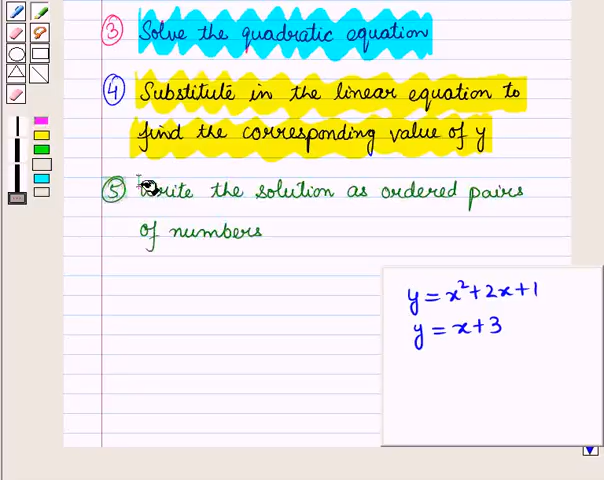 ③ Solve the quadratic equation
④ Substitute in the linear equation to
find the corresponding value of y
⑤ Write the solution as ordered pairs
of numbers
y = x² + 2x + 1
y = x + 3